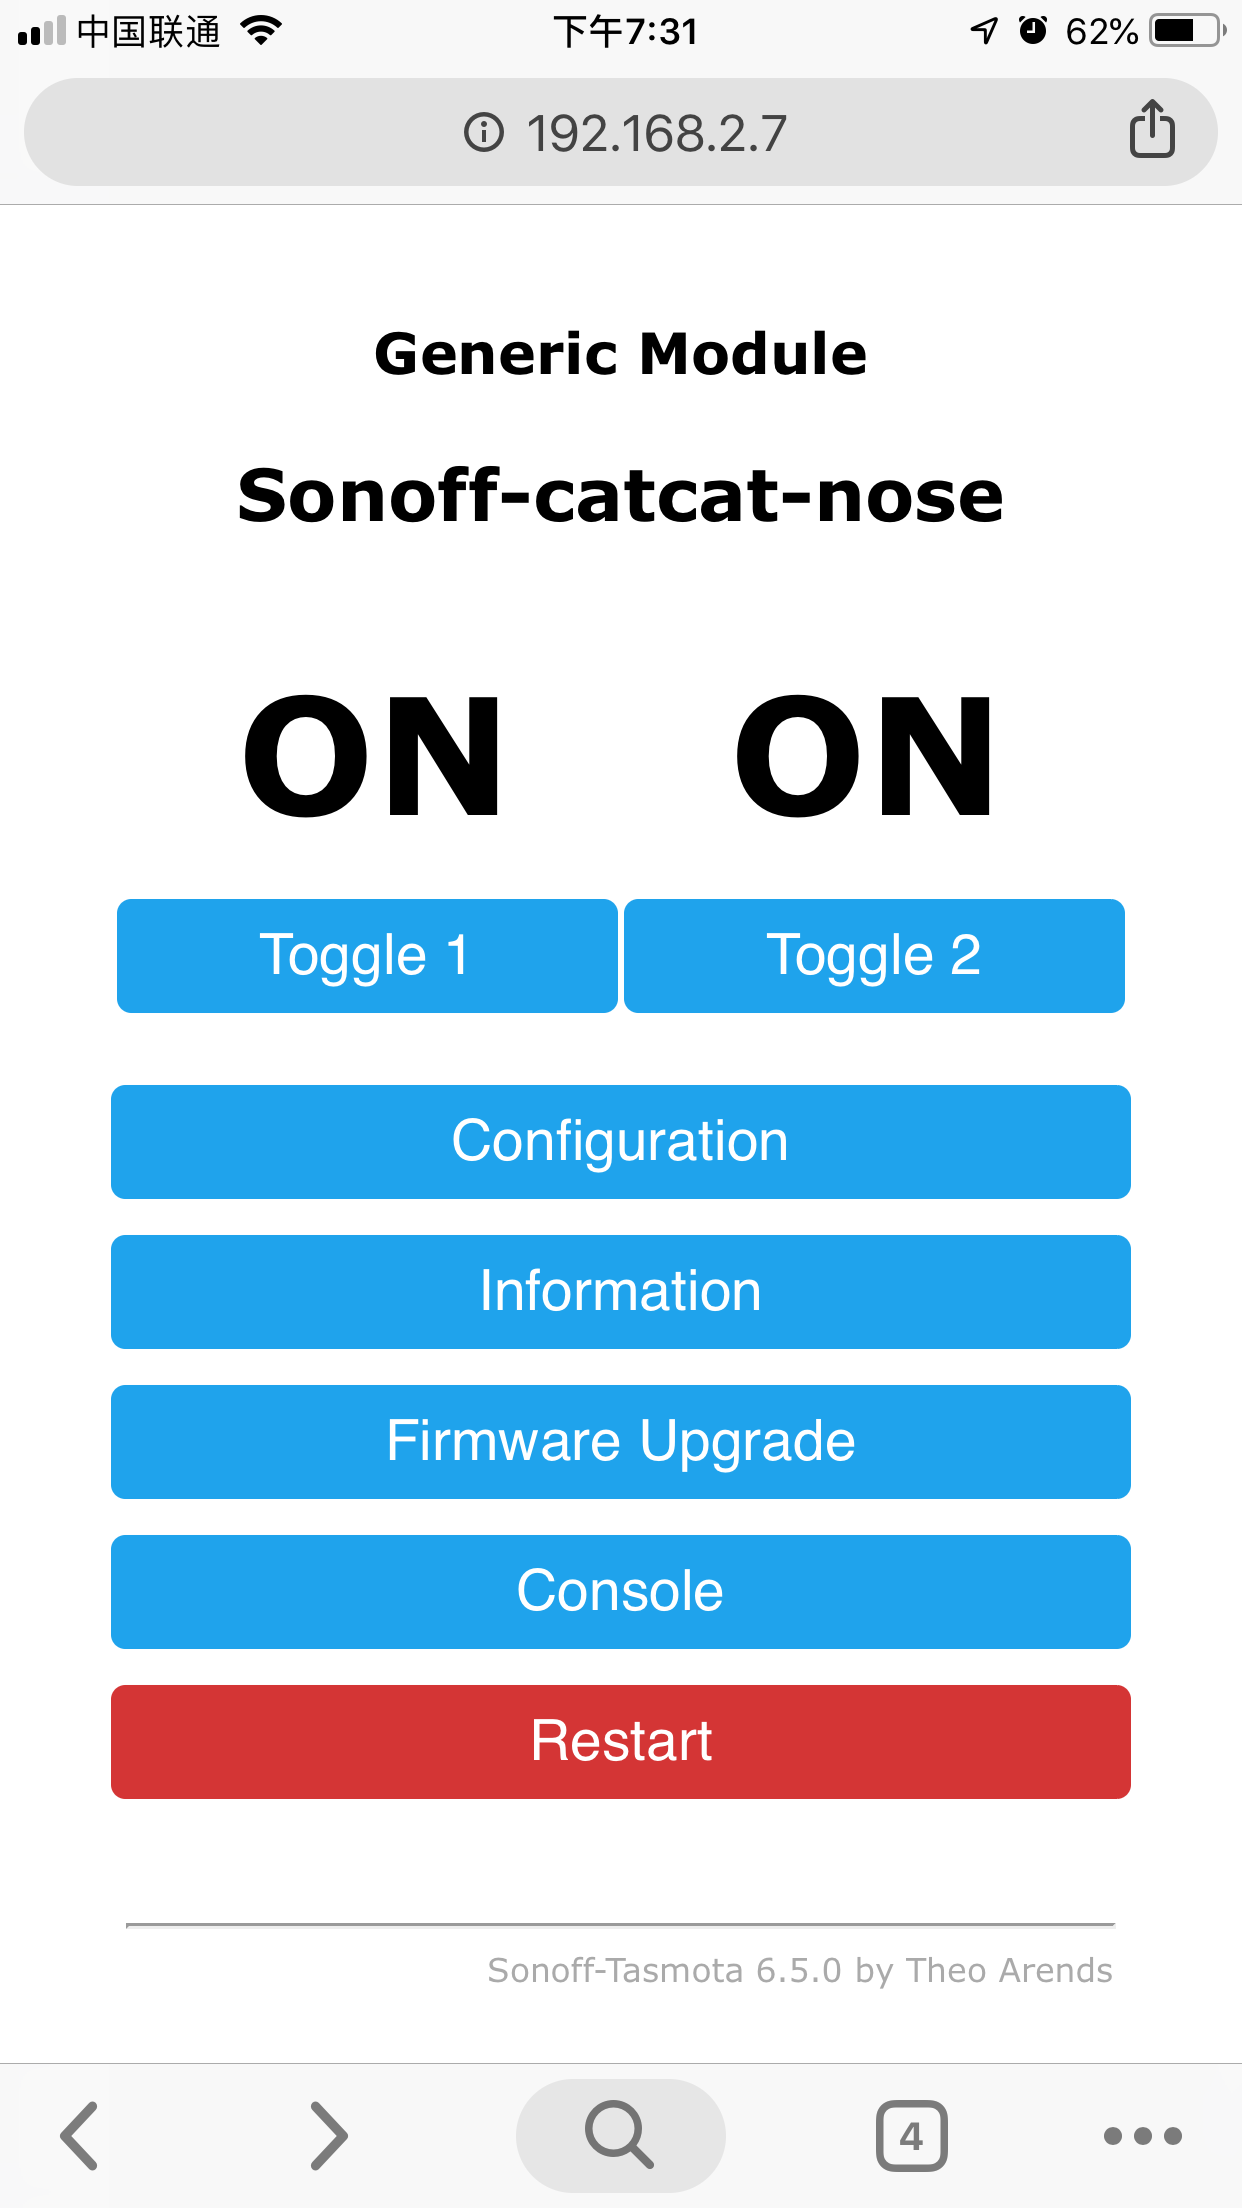 中国联通 下午7:31 62%
192.168.2.7
Generic Module
Sonoff-catcat-nose
ON ON
Toggle 1 Toggle 2
Configuration
Information
Firmware Upgrade
Console
Restart
Sonoff-Tasmota 6.5.0 by Theo Arends
4